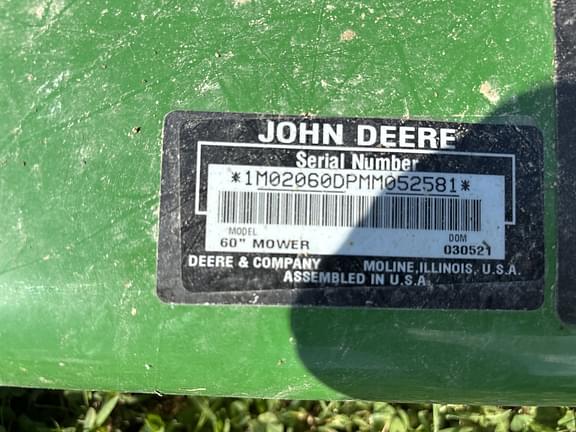 JOHN DEERE
Serial Number
*1M02060DPMM052581*
MODEL DOM
60" MOWER 030521
DEERE & COMPANY MOLINE, ILLINOIS, U.S.A.
ASSEMBLED IN U.S.A.